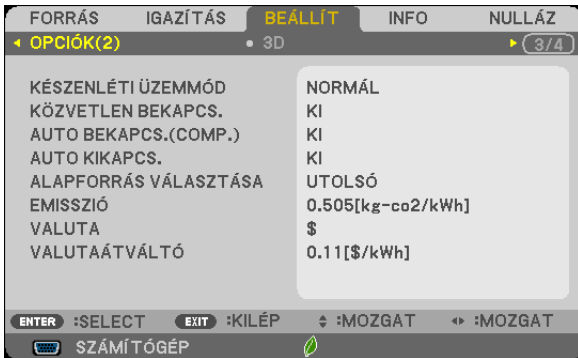 FORRÁS IGAZÍTÁS BEÁLLÍT INFO NULLÁZ
OPCIÓK(2) • 3D 3/4
KÉSZENLÉTI ÜZEMMÓD NORMÁL
KÖZVETLEN BEKAPCS. KI
AUTO BEKAPCS.(COMP.) KI
AUTO KIKAPCS. KI
ALAPFORRÁS VÁLASZTÁSA UTOLSÓ
EMISSZIÓ 0.505[kg-co2/kWh]
VALUTA $
VALUTAÁTVÁLTÓ 0.11[$/kWh]
ENTER :SELECT EXIT :KILÉP :MOZGAT :MOZGAT
SZÁMÍTÓGÉP